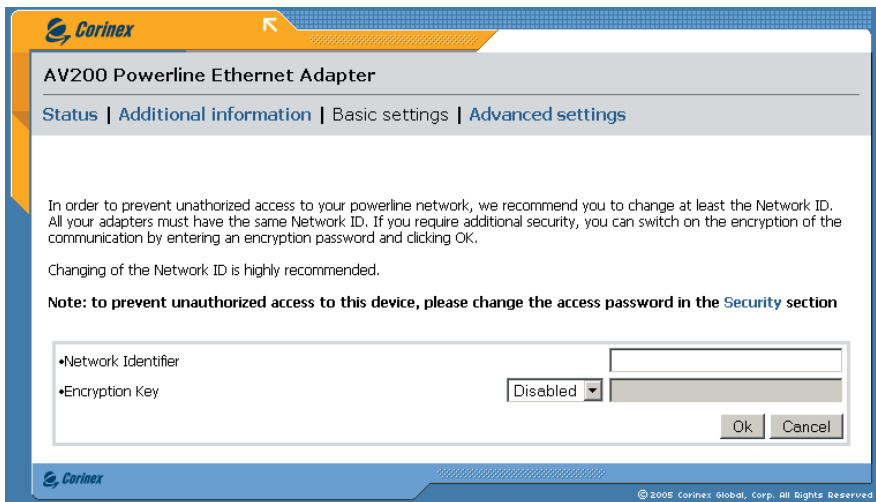 Corinex
AV200 Powerline Ethernet Adapter
Status | Additional information | Basic settings | Advanced settings
In order to prevent unathorized access to your powerline network, we recommend you to change at least the Network ID.
All your adapters must have the same Network ID. If you require additional security, you can switch on the encryption of the
communication by entering an encryption password and clicking OK.
Changing of the Network ID is highly recommended.
Note: to prevent unauthorized access to this device, please change the access password in the Security section
•Network Identifier
•Encryption Key Disabled
Ok Cancel
Corinex
© 2005 Corinex Global, Corp. All Rights Reserved